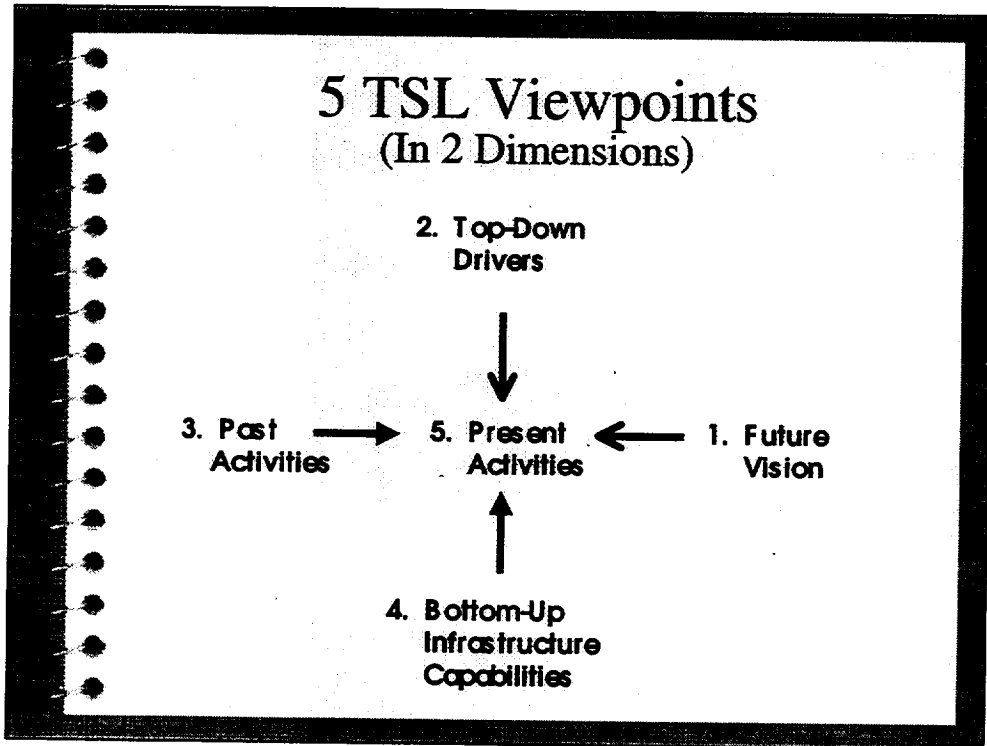 5 TSL Viewpoints
(In 2 Dimensions)
2. Top-Down
Drivers
3. Past
Activities
5. Present
Activities
1. Future
Vision
4. Bottom-Up
Infrastructure
Capabilities